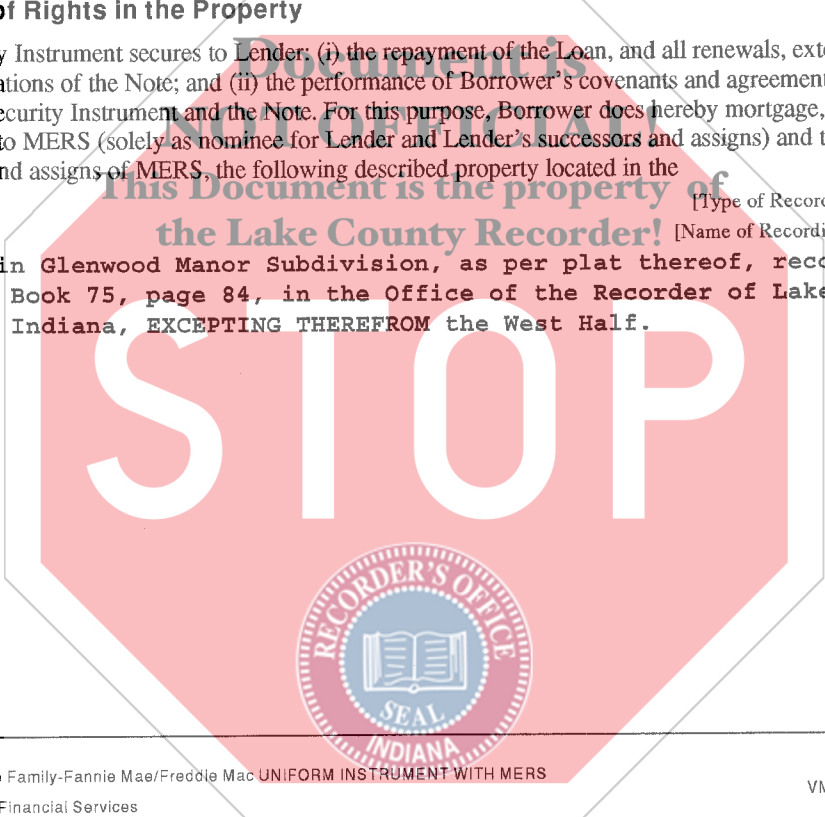 of Rights in the Property
y Instrument secures to Lender: (i) the repayment of the Loan, and all renewals, exte
ations of the Note; and (ii) the performance of Borrower's covenants and agreement
ecurity Instrument and the Note. For this purpose, Borrower does hereby mortgage,
to MERS (solely as nominee for Lender and Lender's successors and assigns) and t
nd assigns of MERS, the following described property located in the
Document is
NOT OFFICIAL!
This Document is the property of
the Lake County Recorder!
[Type of Record
[Name of Recordi
in Glenwood Manor Subdivision, as per plat thereof, reco
Book 75, page 84, in the Office of the Recorder of Lake
Indiana, EXCEPTING THEREFROM the West Half.
STOP
RECORDER'S OFFICE
SEAL
INDIANA
Family-Fannie Mae/Freddie Mac UNIFORM INSTRUMENT WITH MERS
VM
Financial Services